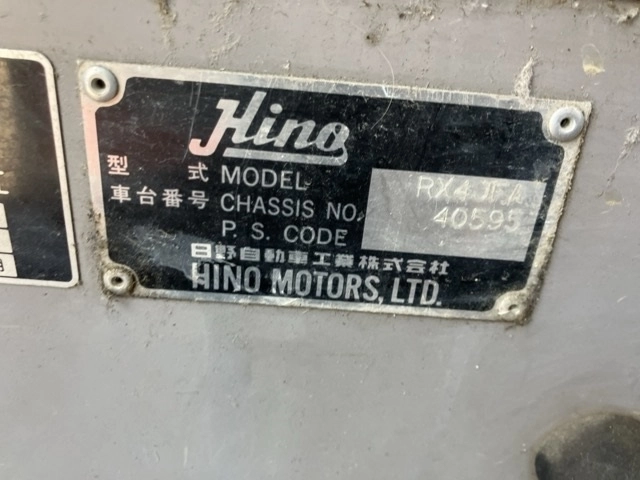 Hino
型 式 MODEL RX4JFA
車台番号 CHASSIS NO. 40595
P. S. CODE
日野自動車工業株式会社
HINO MOTORS, LTD.